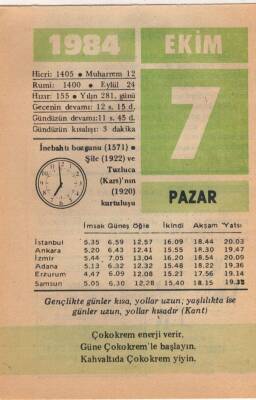 1984 EKİM
Hicri: 1405 ● Muharrem 12
Rumi: 1400 ● Eylül 24
Hızır: 155 ● Yılın 281. günü
Gecenin devamı: 12 s. 15 d.
Gündüzün devamı:11 s. 45 d.
Gündüzün kısalışı: 3 dakika
7
PAZAR
İnebahtı bozgunu (1571) ●
Şile (1922) ve
Tuzluca
(Kars)'nın
(1920)
kurtuluşu
İmsak Güneş Öğle İkindi Akşam Yatsı
İstanbul 5.35 6.59 12.57 16.09 18.44 20.03
Ankara 5.20 6.43 12.41 15.55 18.30 19.47
İzmir 5.44 7.05 13.04 16.20 18.54 20.09
Adana 5.13 6.32 12.32 15.48 18.22 19.36
Erzurum 4.47 6.09 12.08 15.21 17.56 19.14
Samsun 5.05 6.30 12.28 15.40 18.15
Gençlikte günler kısa, yollar uzun; yaşlılıkta ise
günler uzun, yollar kısadır (Kant)
Çokokrem enerji verir.
Güne Çokokrem'le başlayın.
Kahvaltıda Çokokrem yiyin.